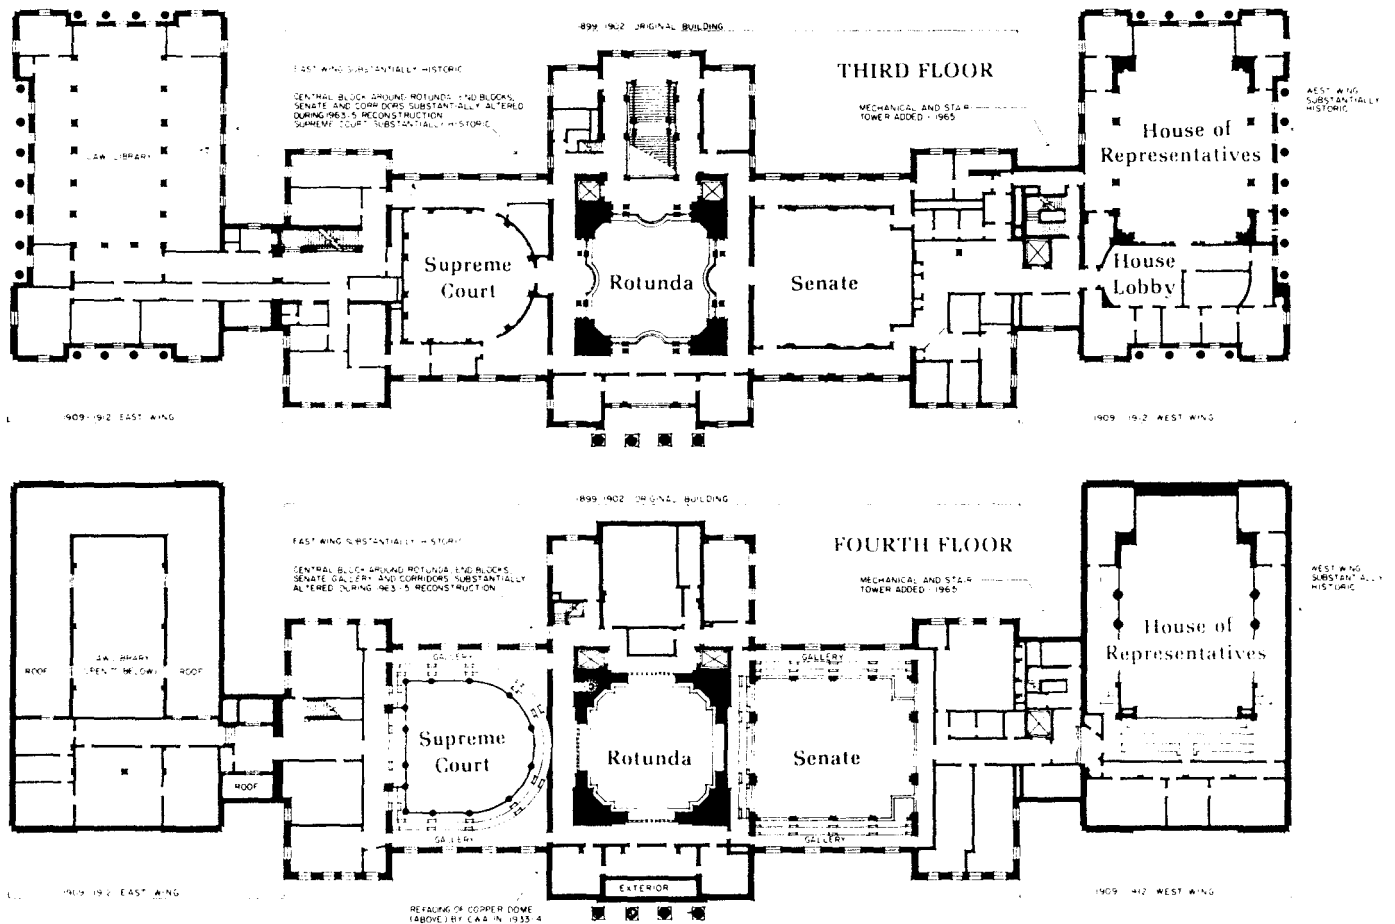 1899-1902 ORIGINAL BUILDING
EAST WING SUBSTANTIALLY HISTORIC
CENTRAL BLOCK AROUND ROTUNDA, END BLOCKS,
SENATE AND CORRIDORS SUBSTANTIALLY ALTERED
DURING 1963-5 RECONSTRUCTION
SUPREME COURT SUBSTANTIALLY HISTORIC
THIRD FLOOR
MECHANICAL AND STAIR
TOWER ADDED - 1965
WEST WING
SUBSTANTIALLY
HISTORIC
LAW LIBRARY
House of
Representatives
Supreme
Court
Rotunda
Senate
House
Lobby
1909-1912 EAST WING
1909-1912 WEST WING
1899-1902 ORIGINAL BUILDING
EAST WING SUBSTANTIALLY HISTORIC
CENTRAL BLOCK AROUND ROTUNDA, END BLOCKS,
SENATE GALLERY AND CORRIDORS SUBSTANTIALLY
ALTERED DURING 1963-5 RECONSTRUCTION
FOURTH FLOOR
MECHANICAL AND STAIR
TOWER ADDED - 1965
WEST WING
SUBSTANTIALLY
HISTORIC
House of
Representatives
GALLERY
GALLERY
ROOF
LAW LIBRARY
(OPEN TO BELOW)
ROOF
Supreme
Court
Rotunda
Senate
ROOF
GALLERY
GALLERY
EXTERIOR
1909-1912 EAST WING
1909-1912 WEST WING
REFACING OF COPPER DOME
(ABOVE) BY CWA IN 1933-4